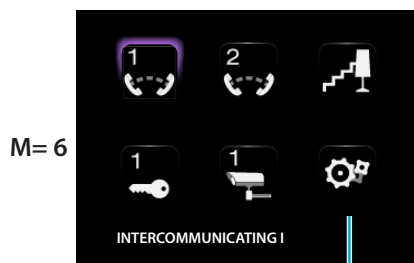 1 2
M= 6
1 1
INTERCOMMUNICATING I